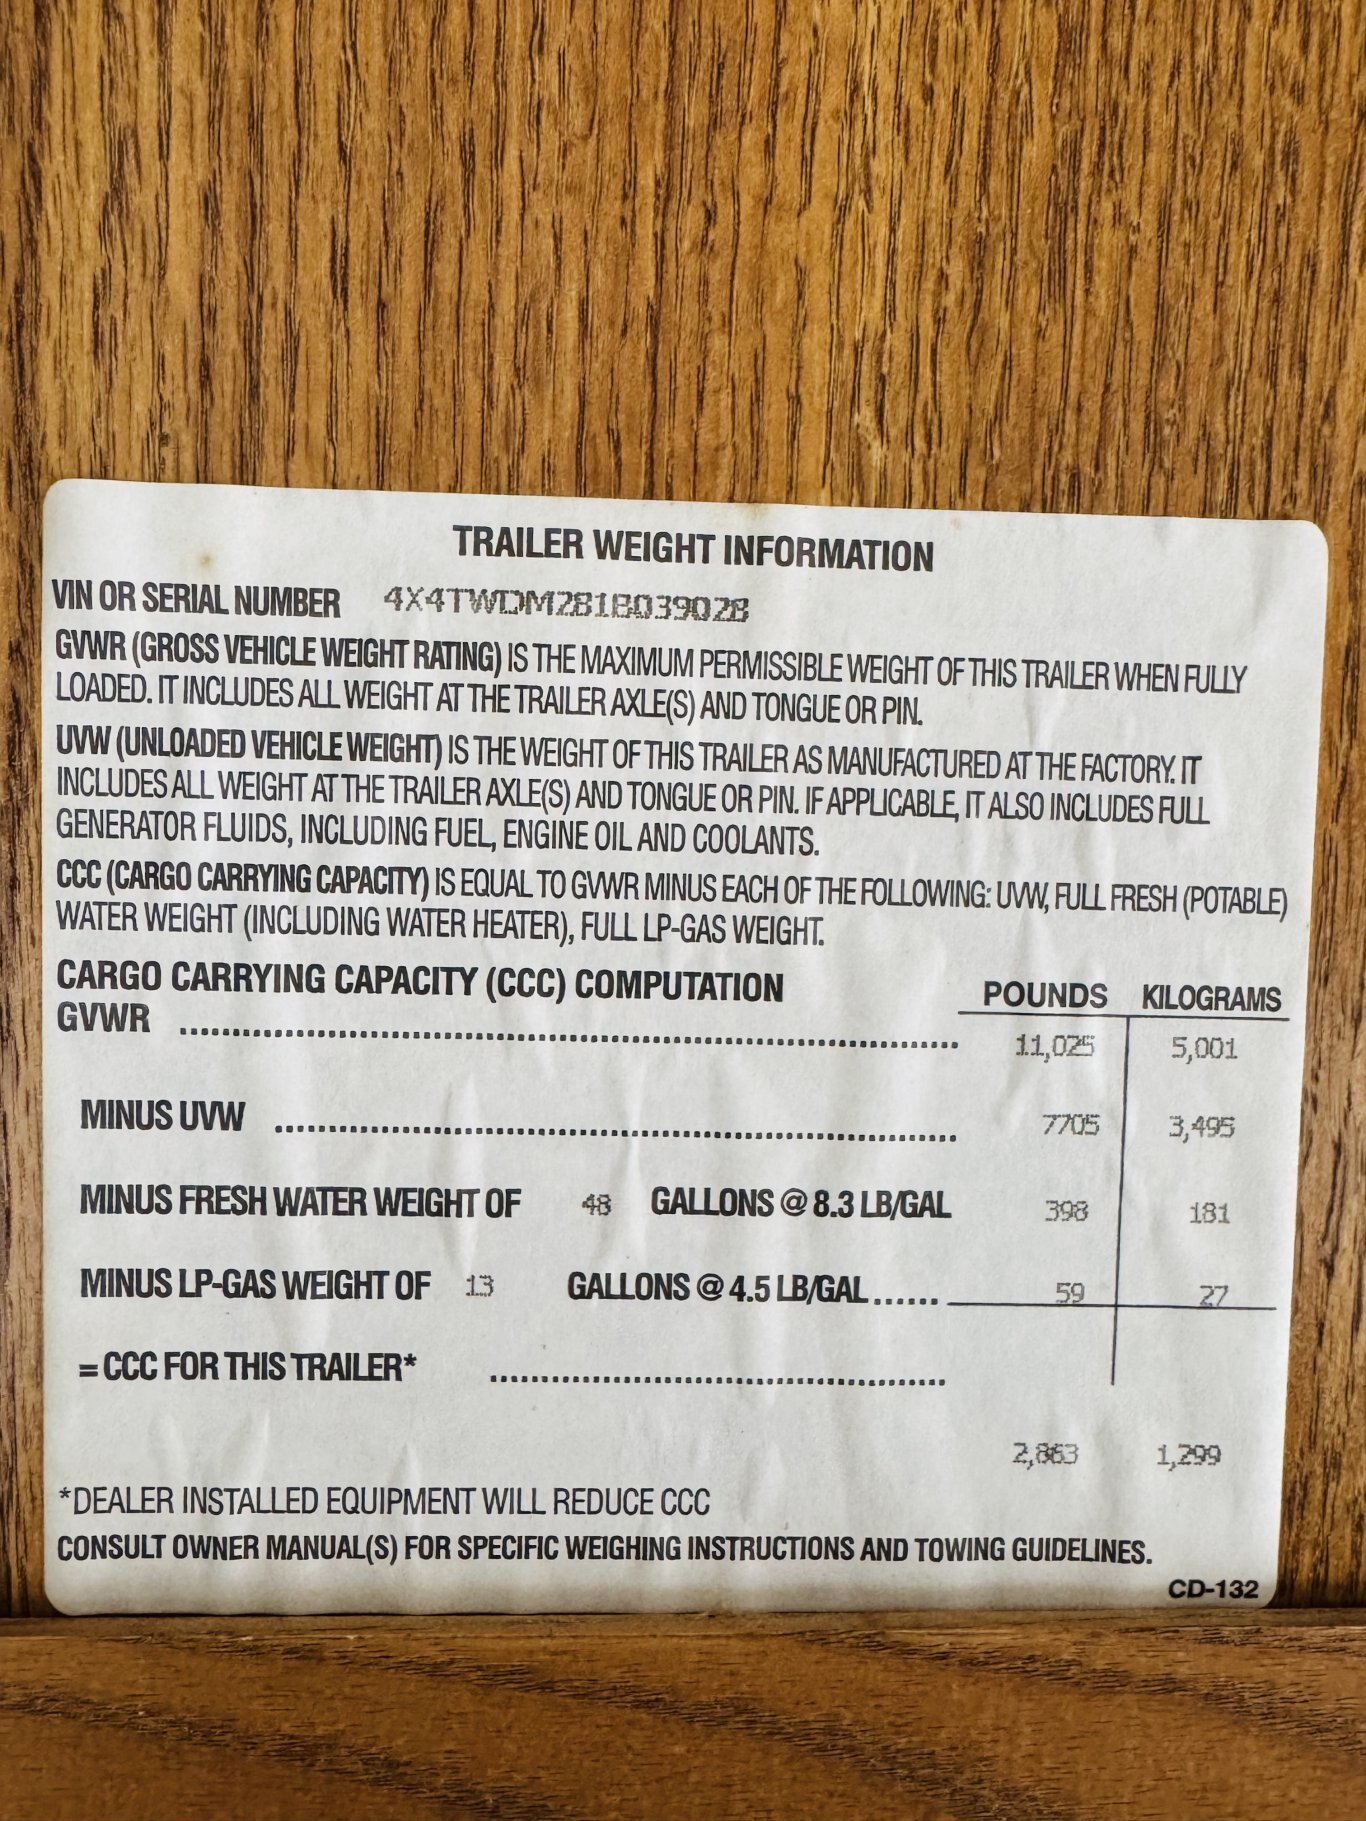 TRAILER WEIGHT INFORMATION
VIN OR SERIAL NUMBER 4X4TWDM281B039028
GVWR (GROSS VEHICLE WEIGHT RATING) IS THE MAXIMUM PERMISSIBLE WEIGHT OF THIS TRAILER WHEN FULLY
LOADED. IT INCLUDES ALL WEIGHT AT THE TRAILER AXLE(S) AND TONGUE OR PIN.
UVW (UNLOADED VEHICLE WEIGHT) IS THE WEIGHT OF THIS TRAILER AS MANUFACTURED AT THE FACTORY. IT
INCLUDES ALL WEIGHT AT THE TRAILER AXLE(S) AND TONGUE OR PIN. IF APPLICABLE, IT ALSO INCLUDES FULL
GENERATOR FLUIDS, INCLUDING FUEL, ENGINE OIL AND COOLANTS.
CCC (CARGO CARRYING CAPACITY) IS EQUAL TO GVWR MINUS EACH OF THE FOLLOWING: UVW, FULL FRESH (POTABLE)
WATER WEIGHT (INCLUDING WATER HEATER), FULL LP-GAS WEIGHT.
CARGO CARRYING CAPACITY (CCC) COMPUTATION POUNDS KILOGRAMS
GVWR 11,025 5,001
MINUS UVW 7705 3,495
MINUS FRESH WATER WEIGHT OF 48 GALLONS @ 8.3 LB/GAL 398 181
MINUS LP-GAS WEIGHT OF 13 GALLONS @ 4.5 LB/GAL...... 59 27
= CCC FOR THIS TRAILER*
2,863 1,299
*DEALER INSTALLED EQUIPMENT WILL REDUCE CCC
CONSULT OWNER MANUAL(S) FOR SPECIFIC WEIGHING INSTRUCTIONS AND TOWING GUIDELINES.
CD-132